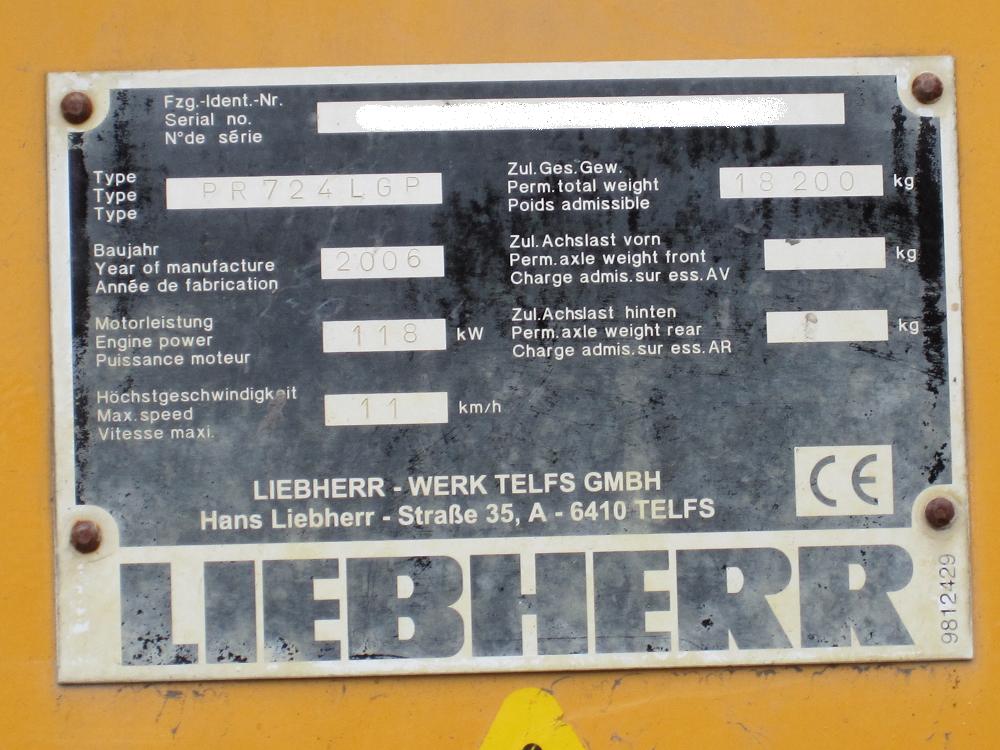 Fzg.-Ident.-Nr.
Serial no.
N°de série
Type
Type PR724LGP
Type
Zul.Ges.Gew.
Perm.total weight 18 200 kg
Poids admissible
Baujahr
Year of manufacture 2006
Année de fabrication
Zul.Achslast vorn
Perm.axle weight front kg
Charge admis.sur ess.AV
Motorleistung
Engine power 118 kW
Puissance moteur
Zul.Achslast hinten
Perm.axle weight rear kg
Charge admis.sur ess.AR
Höchstgeschwindigkeit
Max.speed 11 km/h
Vitesse maxi.
CE
LIEBHERR - WERK TELFS GMBH
Hans Liebherr - Straße 35, A - 6410 TELFS
LIEBHERR
9812429